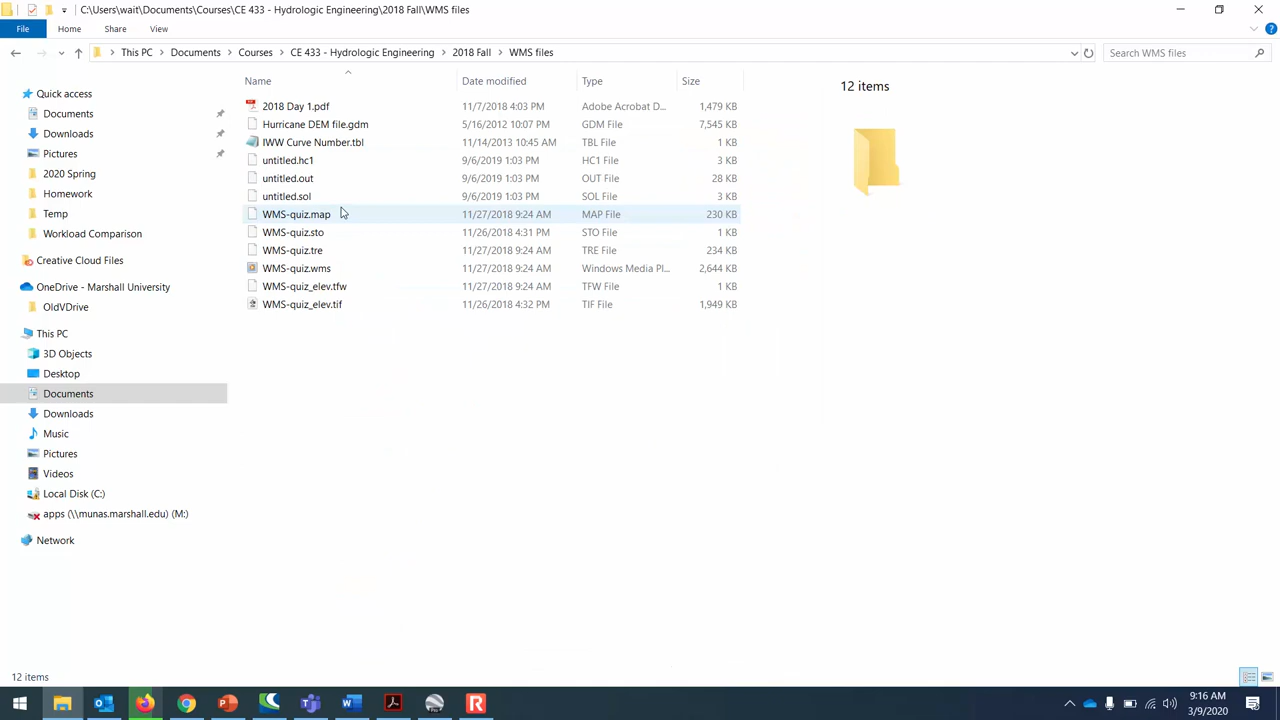 C:\Users\wait\Documents\Courses\CE 433 - Hydrologic Engineering\2018 Fall\WMS files
File Home Share View
This PC Documents Courses CE 433 - Hydrologic Engineering 2018 Fall WMS files Search WMS files
Name Date modified Type Size
12 items
Quick access
Documents
Downloads
Pictures
2020 Spring
Homework
Temp
Workload Comparison
Creative Cloud Files
OneDrive - Marshall University
OldVDrive
This PC
3D Objects
Desktop
Documents
Downloads
Music
Pictures
Videos
Local Disk (C:)
apps (\\munas.marshall.edu) (M:)
Network
2018 Day 1.pdf 11/7/2018 4:03 PM Adobe Acrobat D... 1,479 KB
Hurricane DEM file.gdm 5/16/2012 10:07 PM GDM File 7,545 KB
IWW Curve Number.tbl 11/14/2013 10:45 AM TBL File 1 KB
untitled.hc1 9/6/2019 1:03 PM HC1 File 3 KB
untitled.out 9/6/2019 1:03 PM OUT File 28 KB
untitled.sol 9/6/2019 1:03 PM SOL File 3 KB
WMS-quiz.map 11/27/2018 9:24 AM MAP File 230 KB
WMS-quiz.sto 11/26/2018 4:31 PM STO File 1 KB
WMS-quiz.tre 11/27/2018 9:24 AM TRE File 234 KB
WMS-quiz.wms 11/27/2018 9:24 AM Windows Media Pl... 2,644 KB
WMS-quiz_elev.tfw 11/27/2018 9:24 AM TFW File 1 KB
WMS-quiz_elev.tif 11/26/2018 4:32 PM TIF File 1,949 KB
12 items
9:16 AM
3/9/2020